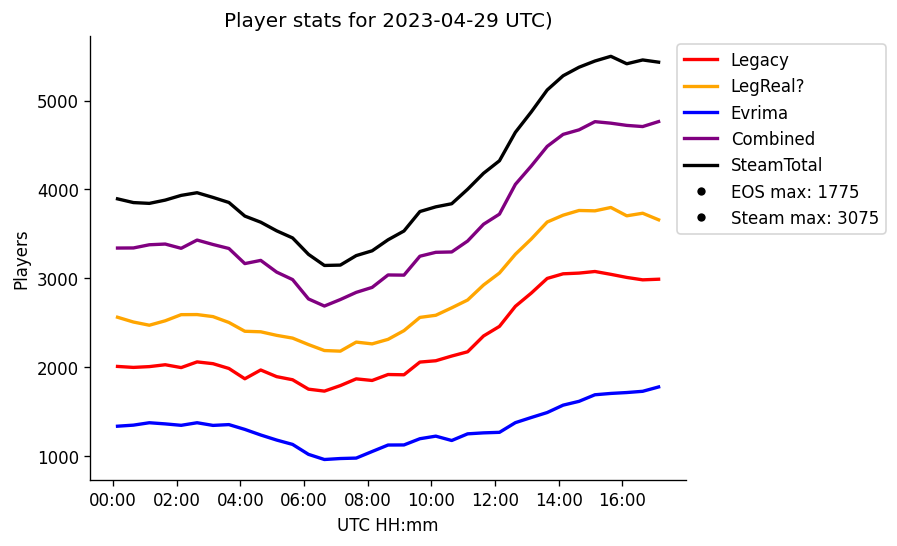 Player stats for 2023-04-29 UTC)
Players
5000
4000
3000
2000
1000
00:00 02:00 04:00 06:00 08:00 10:00 12:00 14:00 16:00
UTC HH:mm
Legacy
LegReal?
Evrima
Combined
SteamTotal
EOS max: 1775
Steam max: 3075